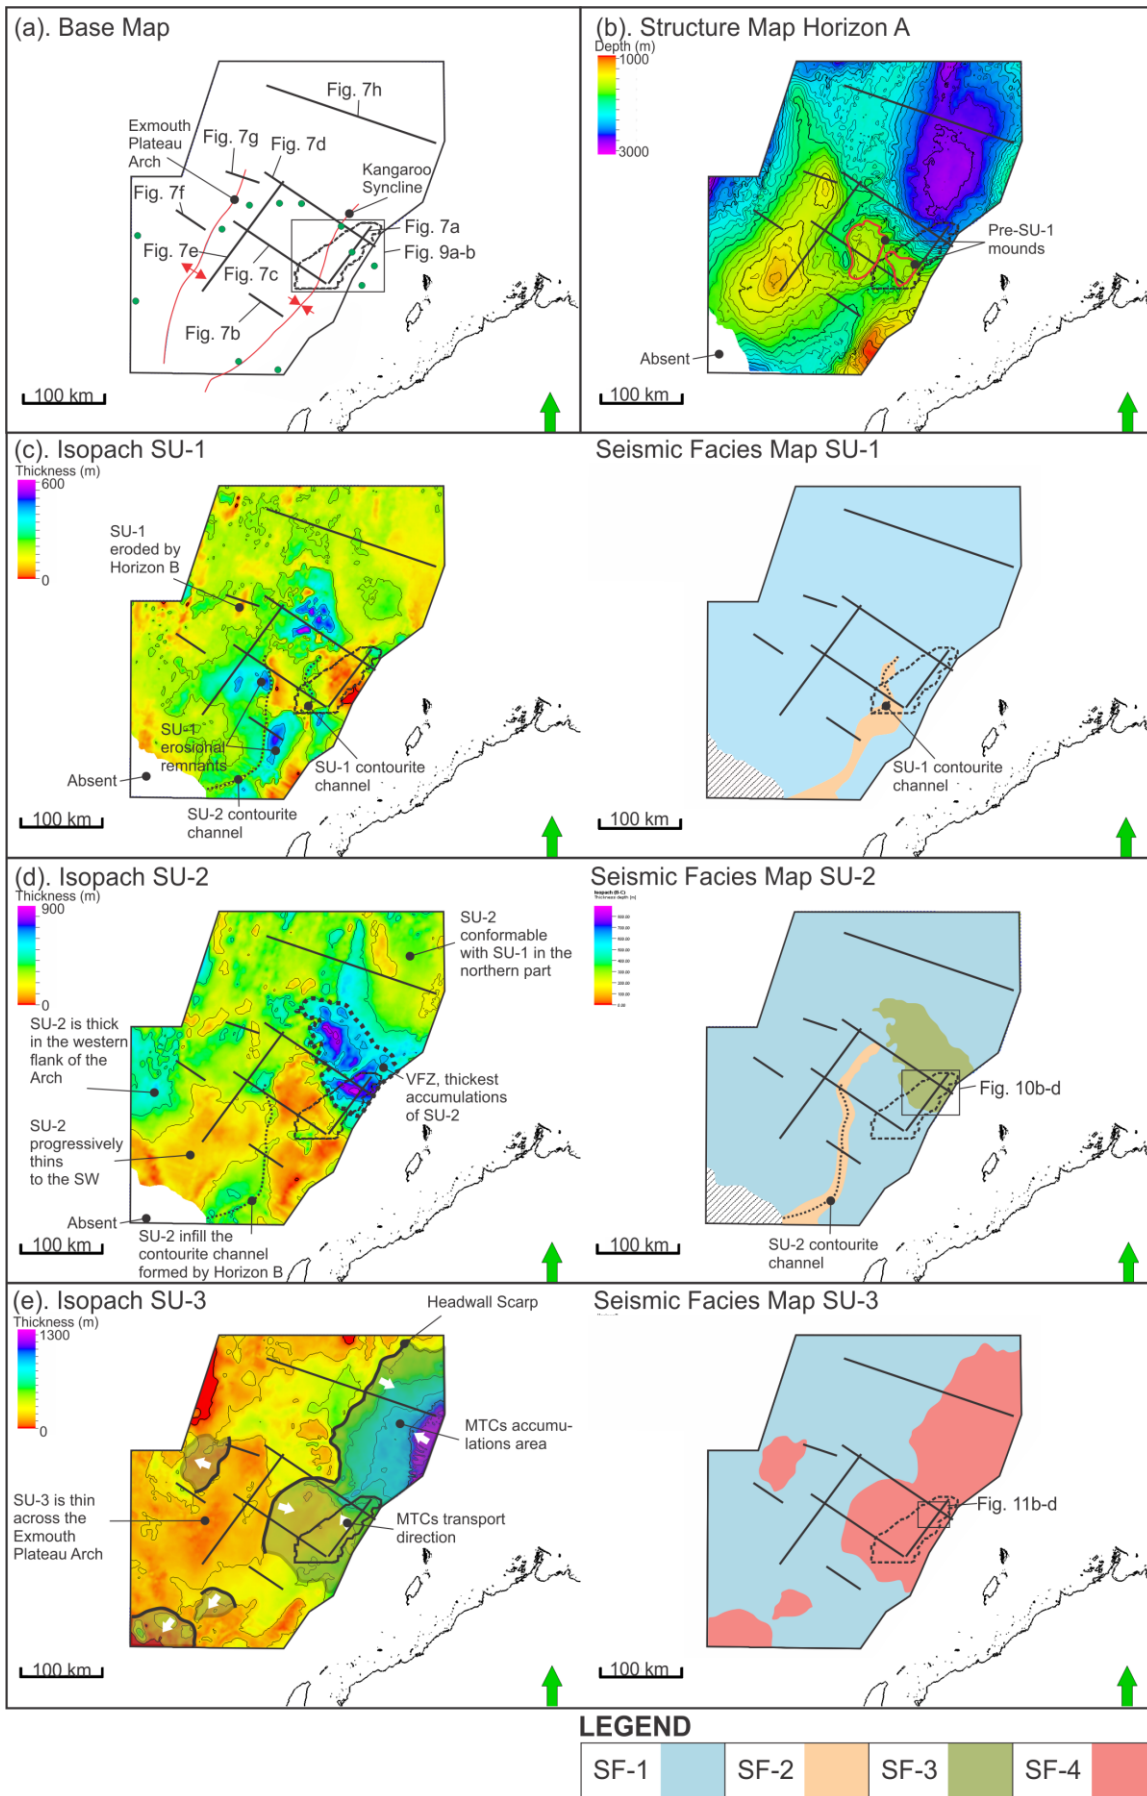 (a). Base Map
Fig. 7h
Exmouth
Plateau
Arch
Fig. 7g
Fig. 7d
Kangaroo
Syncline
Fig. 7f
Fig. 7a
Fig. 7e
Fig. 9a-b
Fig. 7c
Fig. 7b
100 km
(b). Structure Map Horizon A
Depth (m)
1000
3000
Pre-SU-1
mounds
Absent
100 km
(c). Isopach SU-1
Thickness (m)
600
0
SU-1
eroded by
Horizon B
SU-1
erosional
remnants
Absent
SU-1 contourite
channel
SU-2 contourite
channel
100 km
Seismic Facies Map SU-1
SU-1 contourite
channel
100 km
(d). Isopach SU-2
Thickness (m)
900
0
SU-2
conformable
with SU-1 in the
northern part
SU-2 is thick
in the western
flank of the
Arch
VFZ, thickest
accumulations
of SU-2
SU-2
progressively
thins
to the SW
Absent
SU-2 infill the
contourite channel
formed by Horizon B
100 km
Seismic Facies Map SU-2
Isopach (B-C)
Thickness depth (m)
Fig. 10b-d
SU-2 contourite
channel
100 km
(e). Isopach SU-3
Thickness (m)
1300
0
Headwall Scarp
MTCs accumu-
lations area
SU-3 is thin
across the
Exmouth
Plateau Arch
MTCs transport
direction
100 km
Seismic Facies Map SU-3
Fig. 11b-d
100 km
LEGEND
SF-1 SF-2 SF-3 SF-4